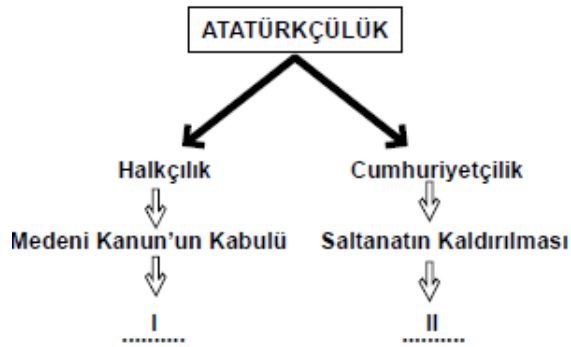 ATATÜRKÇÜLÜK
Halkçılık Cumhuriyetçilik
Medeni Kanun'un Kabulü Saltanatın Kaldırılması
I II